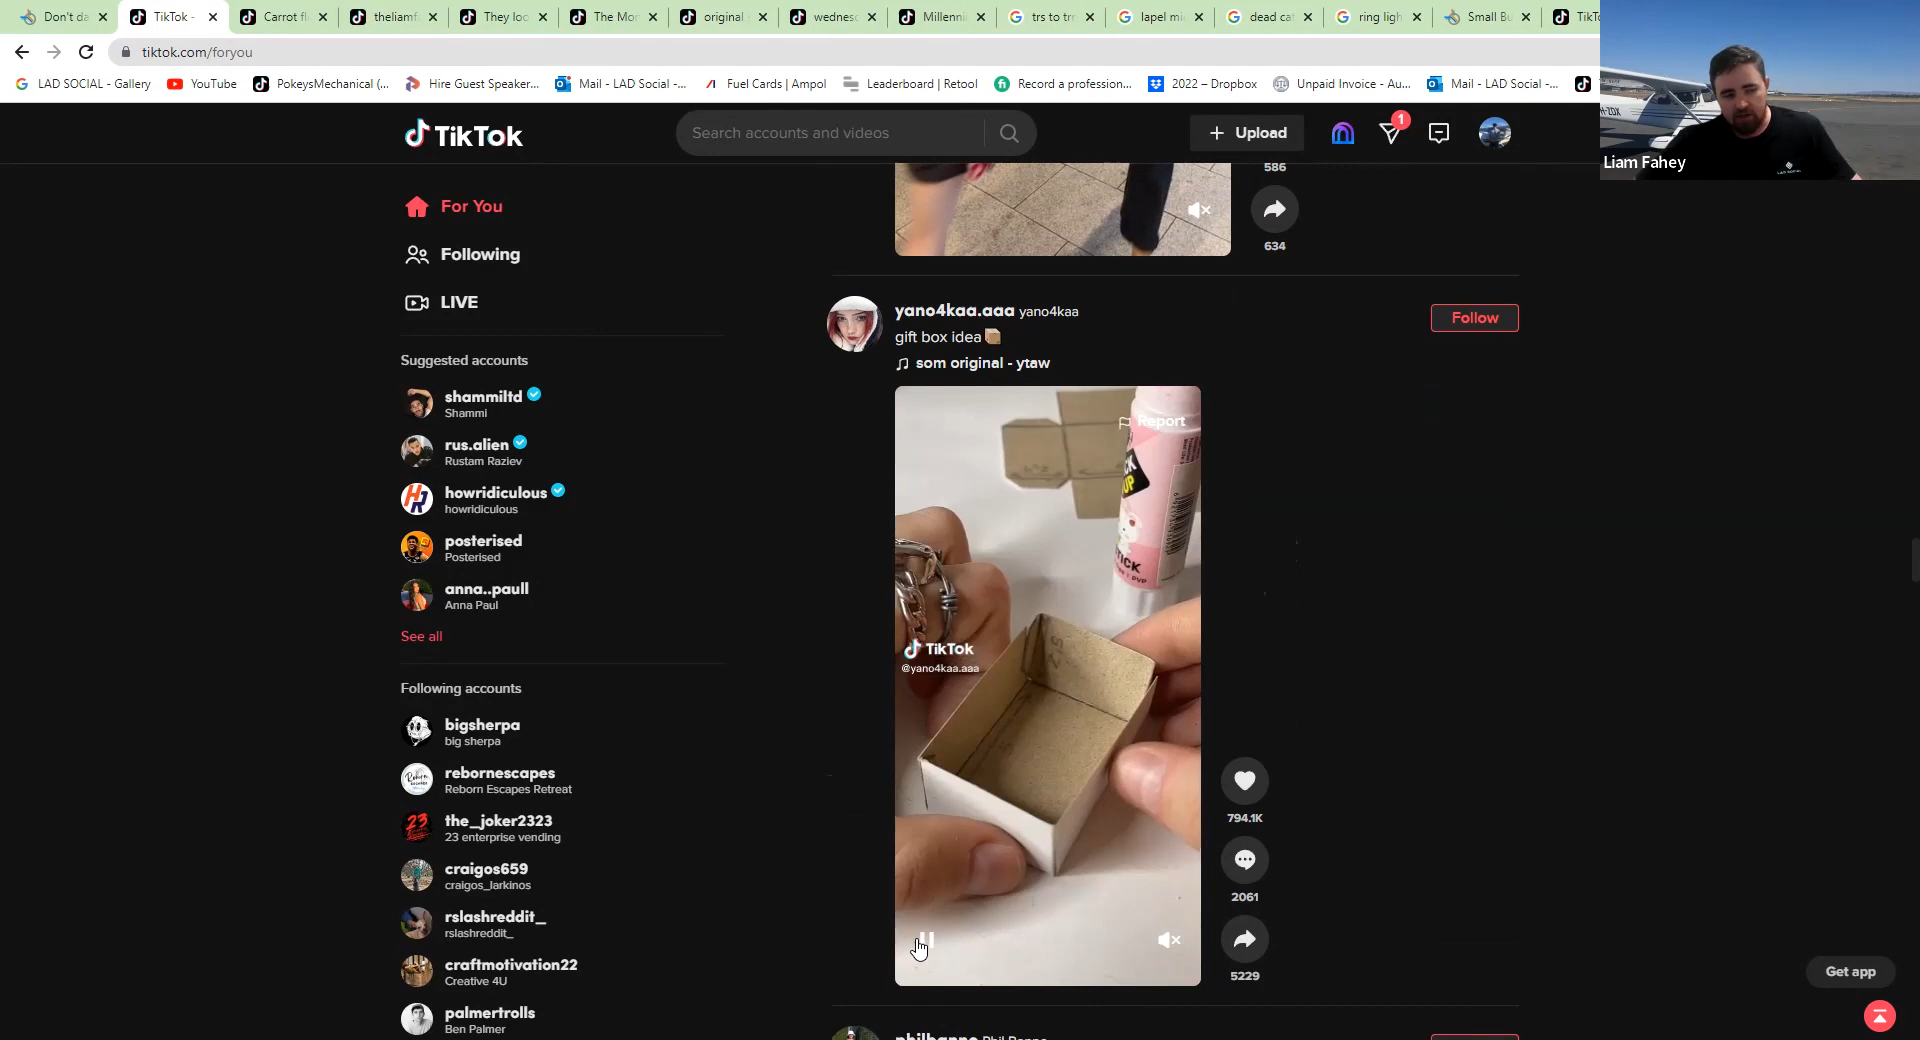 Don't da
TikTok -
Carrot fl
theliamf
They loo
The Mor
original
wednesd
Millenni
trs to trr
lapel mi
dead cat
ring ligh
Small Bu
TikTo
tiktok.com/foryou
LAD SOCIAL - Gallery
YouTube
PokeysMechanical (...
Hire Guest Speaker...
Mail - LAD Social -...
Fuel Cards | Ampol
Leaderboard | Retool
Record a profession...
2022 – Dropbox
Unpaid Invoice - Au...
Mail - LAD Social -...
Liam Fahey
TikTok
Search accounts and videos
Upload
1
For You
Following
LIVE
Suggested accounts
shammiltd
Shammi
rus.alien
Rustam Raziev
howridiculous
howridiculous
posterised
Posterised
anna..paull
Anna Paul
See all
Following accounts
bigsherpa
big sherpa
rebornescapes
Reborn Escapes Retreat
the_joker2323
23 enterprise vending
craigos659
craigos_larkinos
rslashreddit_
rslashreddit_
craftmotivation22
Creative 4U
palmertrolls
Ben Palmer
586
634
yano4kaa.aaa yano4kaa
Follow
gift box idea
som original - ytaw
Report
TikTok
@yano4kaa.aaa
794.1K
2061
5229
Get app